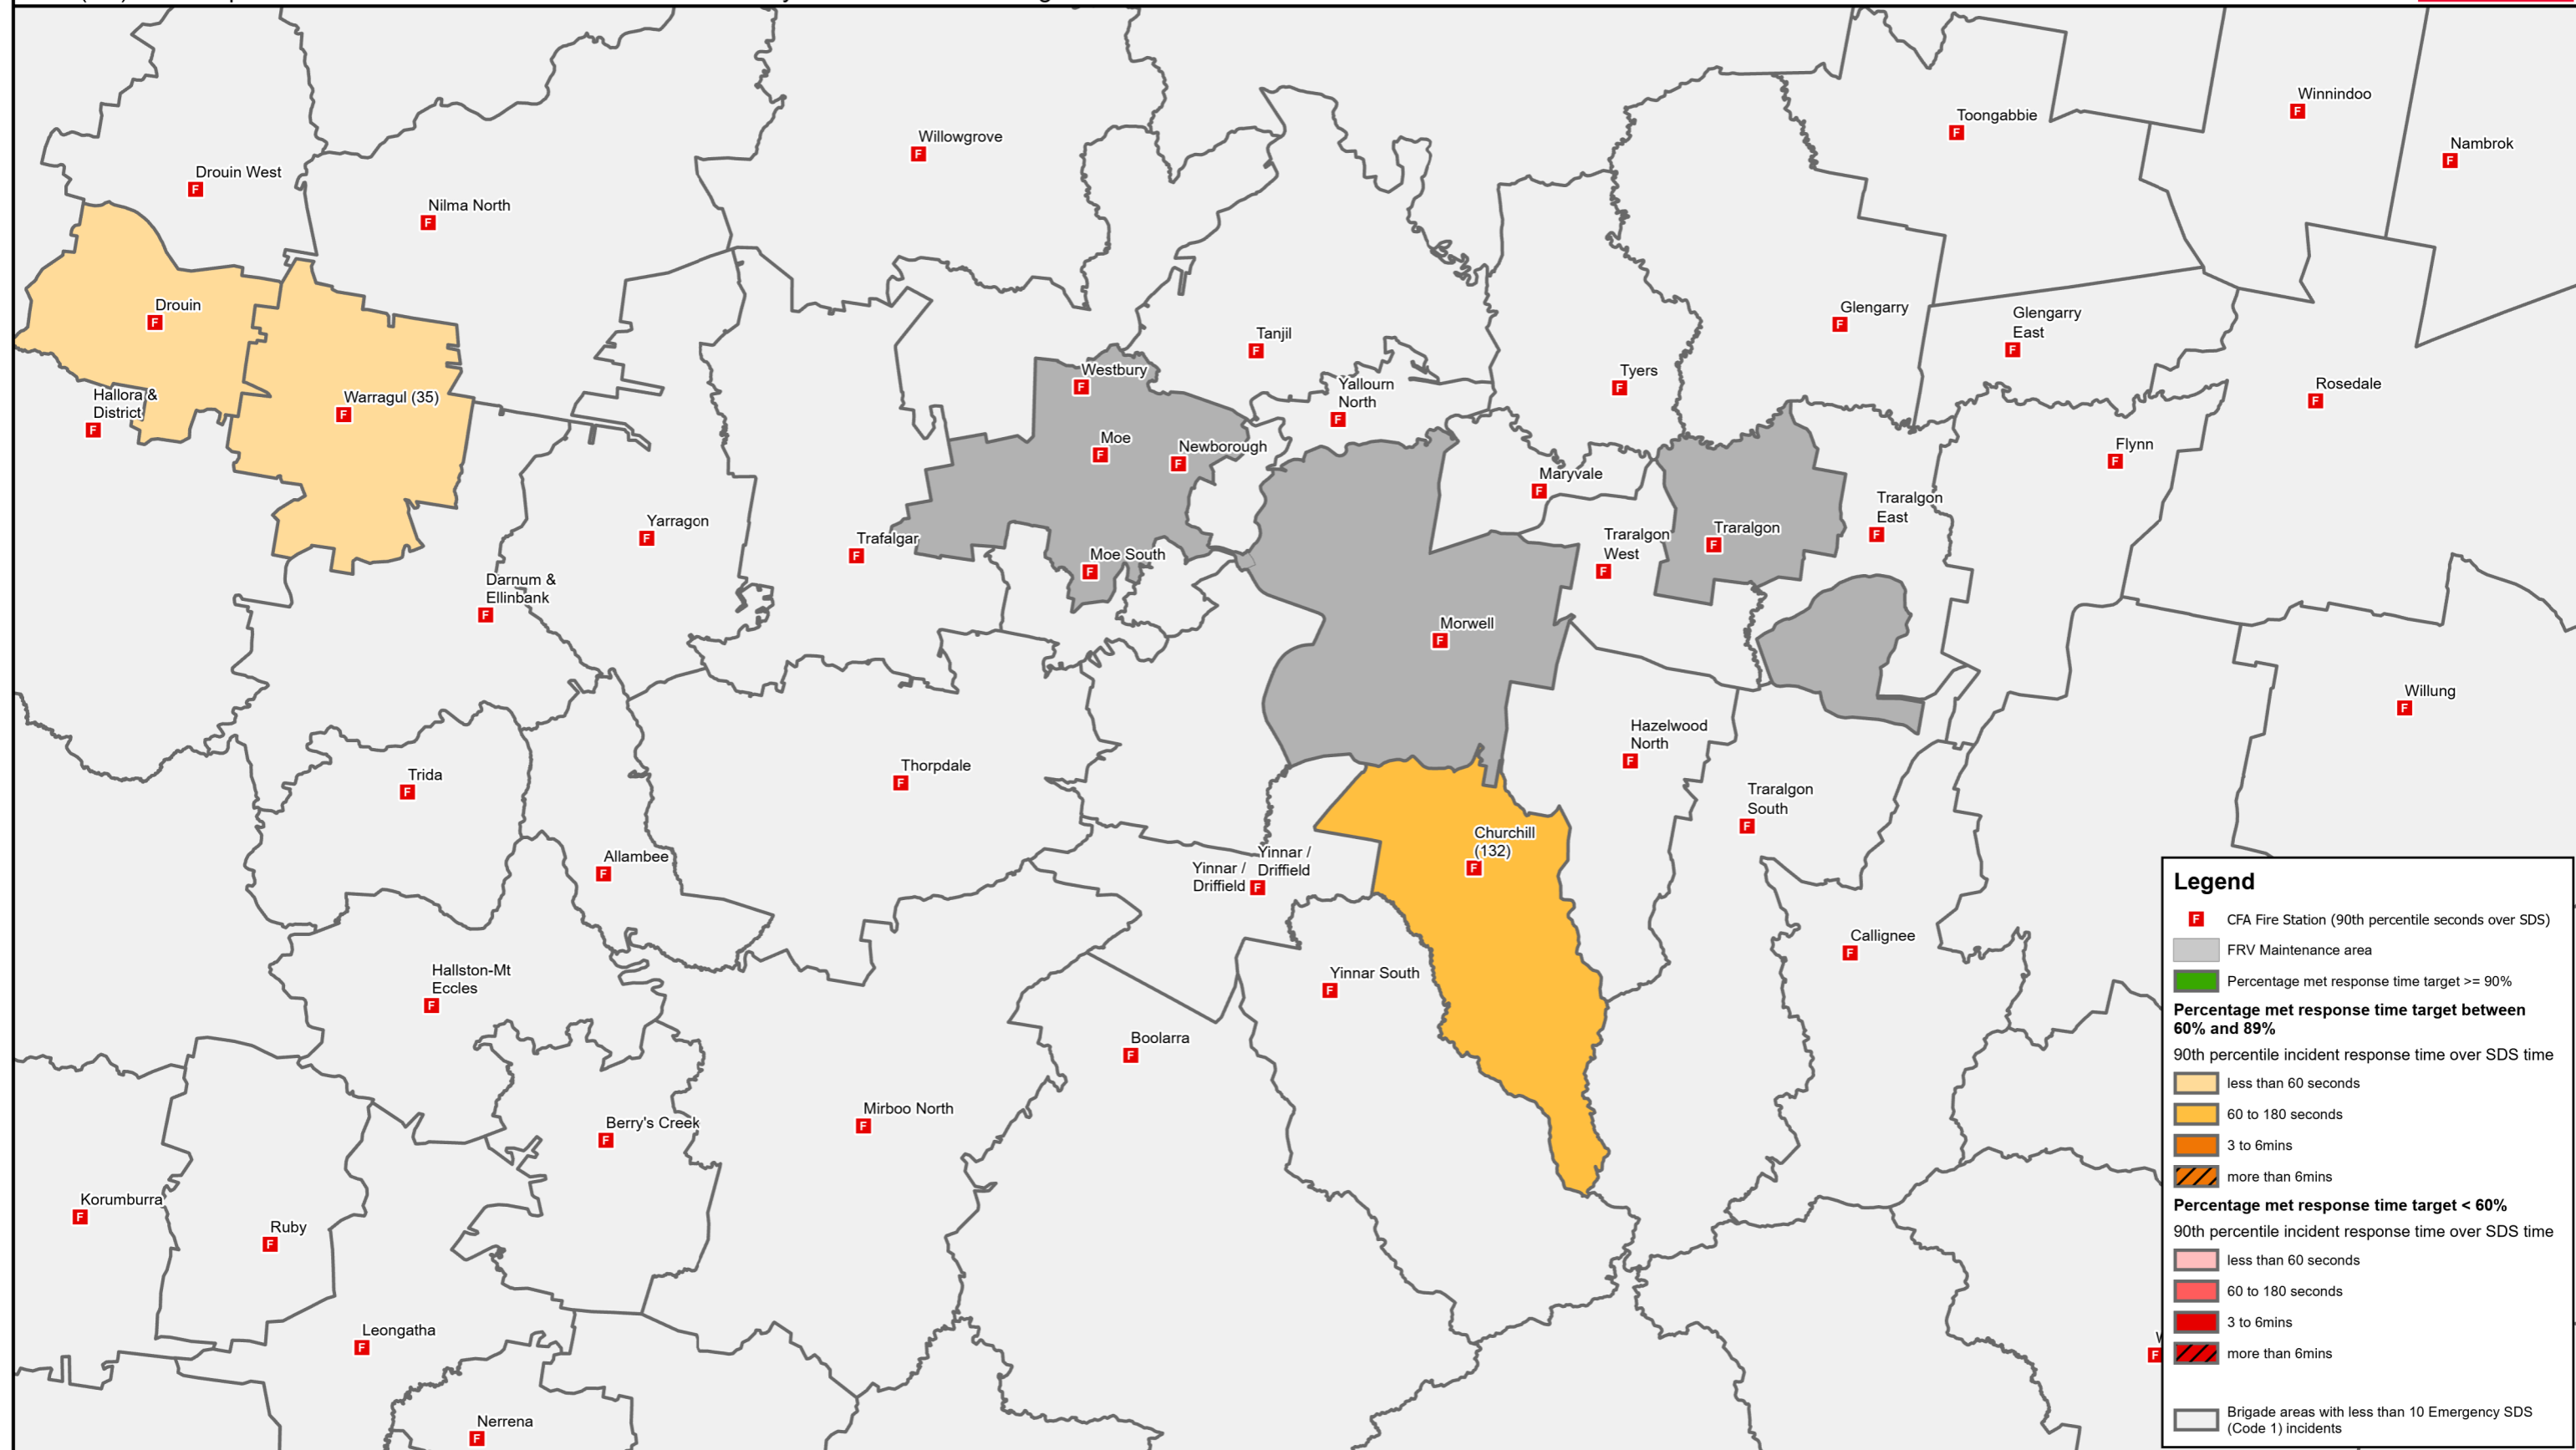 Winnindoo
Toongabbie
Willowgrove
Nambrok
Drouin West
Nilma North
Drouin
Glengarry
Glengarry
East
Tanjil
Westbury
Tyers
Yallourn
North
Rosedale
Hallora &
District
Warragul (35)
Moe
Newborough
Flynn
Maryvale
Traralgon
East
Yarragon
Traralgon
Trafalgar
Traralgon
West
Moe South
Darnum &
Ellinbank
Morwell
Willung
Hazelwood
North
Thorpdale
Trida
Traralgon
South
Churchill
(132)
Allambee
Yinnar /
Driffield
Yinnar /
Driffield
Callignee
Hallston-Mt
Eccles
Yinnar South
Boolarra
Mirboo North
Berry's Creek
Korumburra
Ruby
Leongatha
Nerrena
Legend
F CFA Fire Station (90th percentile seconds over SDS)
FRV Maintenance area
Percentage met response time target >= 90%
Percentage met response time target between
60% and 89%
90th percentile incident response time over SDS time
less than 60 seconds
60 to 180 seconds
3 to 6mins
more than 6mins
Percentage met response time target < 60%
90th percentile incident response time over SDS time
less than 60 seconds
60 to 180 seconds
3 to 6mins
more than 6mins
Brigade areas with less than 10 Emergency SDS
(Code 1) incidents